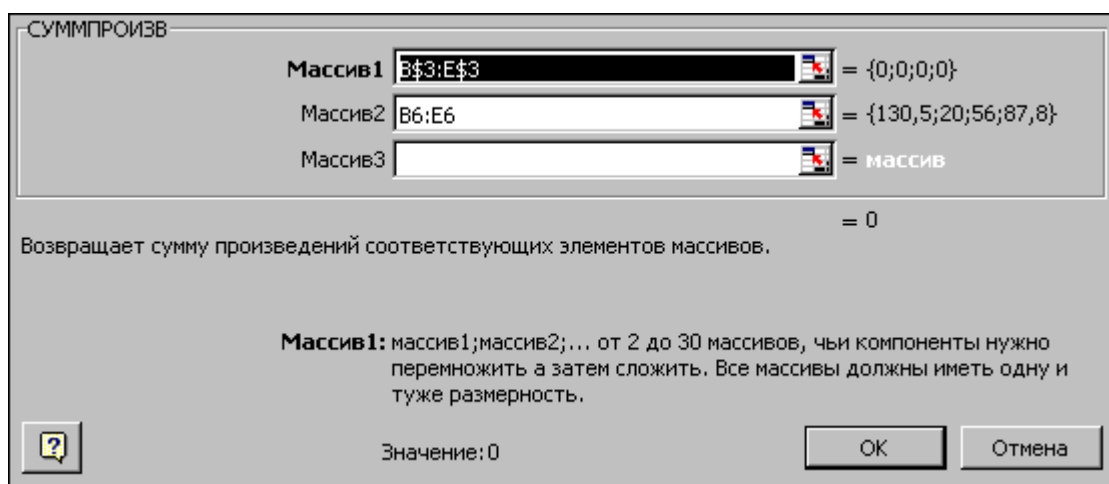 СУММПРОИЗВ
Массив1 B$3:E$3 = {0;0;0;0}
Массив2 B6:E6 = {130,5;20;56;87,8}
Массив3 = массив
= 0
Возвращает сумму произведений соответствующих элементов массивов.
Массив1: массив1;массив2;... от 2 до 30 массивов, чьи компоненты нужно
перемножить а затем сложить. Все массивы должны иметь одну и
туже размерность.
Значение:0 OK Отмена